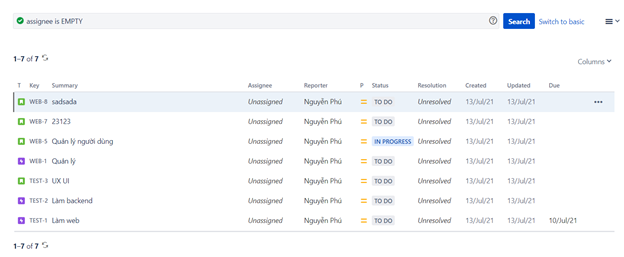 assignee is EMPTY
Search
Switch to basic
1–7 of 7
Columns
T Key Summary Assignee Reporter P Status Resolution Created Updated Due
WEB-8 sadsada Unassigned Nguyễn Phú TO DO Unresolved 13/Jul/21 13/Jul/21
WEB-7 23123 Unassigned Nguyễn Phú TO DO Unresolved 13/Jul/21 13/Jul/21
WEB-5 Quản lý người dùng Unassigned Nguyễn Phú IN PROGRESS Unresolved 13/Jul/21 13/Jul/21
WEB-1 Quản lý Unassigned Nguyễn Phú TO DO Unresolved 13/Jul/21 13/Jul/21
TEST-3 UX UI Unassigned Nguyễn Phú TO DO Unresolved 13/Jul/21 13/Jul/21
TEST-2 Làm backend Unassigned Nguyễn Phú TO DO Unresolved 13/Jul/21 13/Jul/21
TEST-1 Làm web Unassigned Nguyễn Phú TO DO Unresolved 13/Jul/21 13/Jul/21 10/Jul/21
1–7 of 7